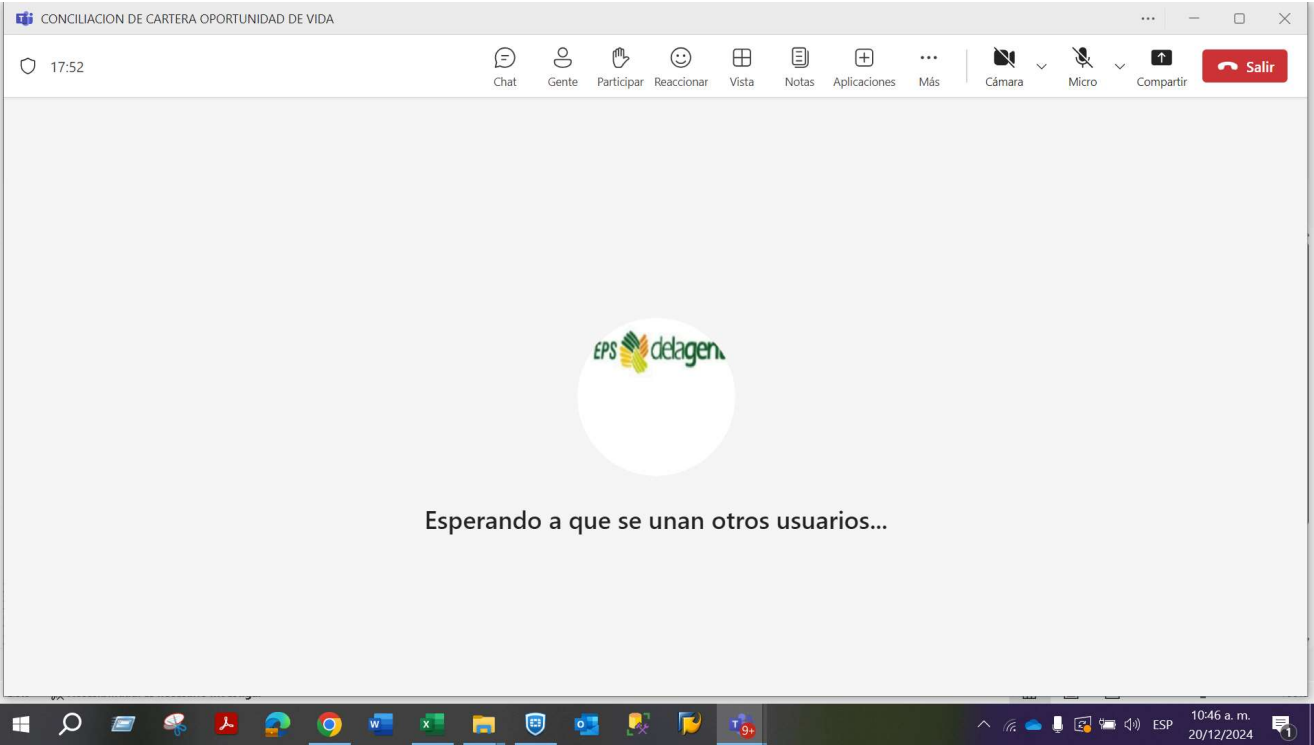 CONCILIACION DE CARTERA OPORTUNIDAD DE VIDA
17:52
Chat
Gente
Participar
Reaccionar
Vista
Notas
Aplicaciones
Más
Cámara
Micro
Compartir
Salir
EPS delagen
Esperando a que se unan otros usuarios...
9+
ESP
10:46 a. m.
20/12/2024
1